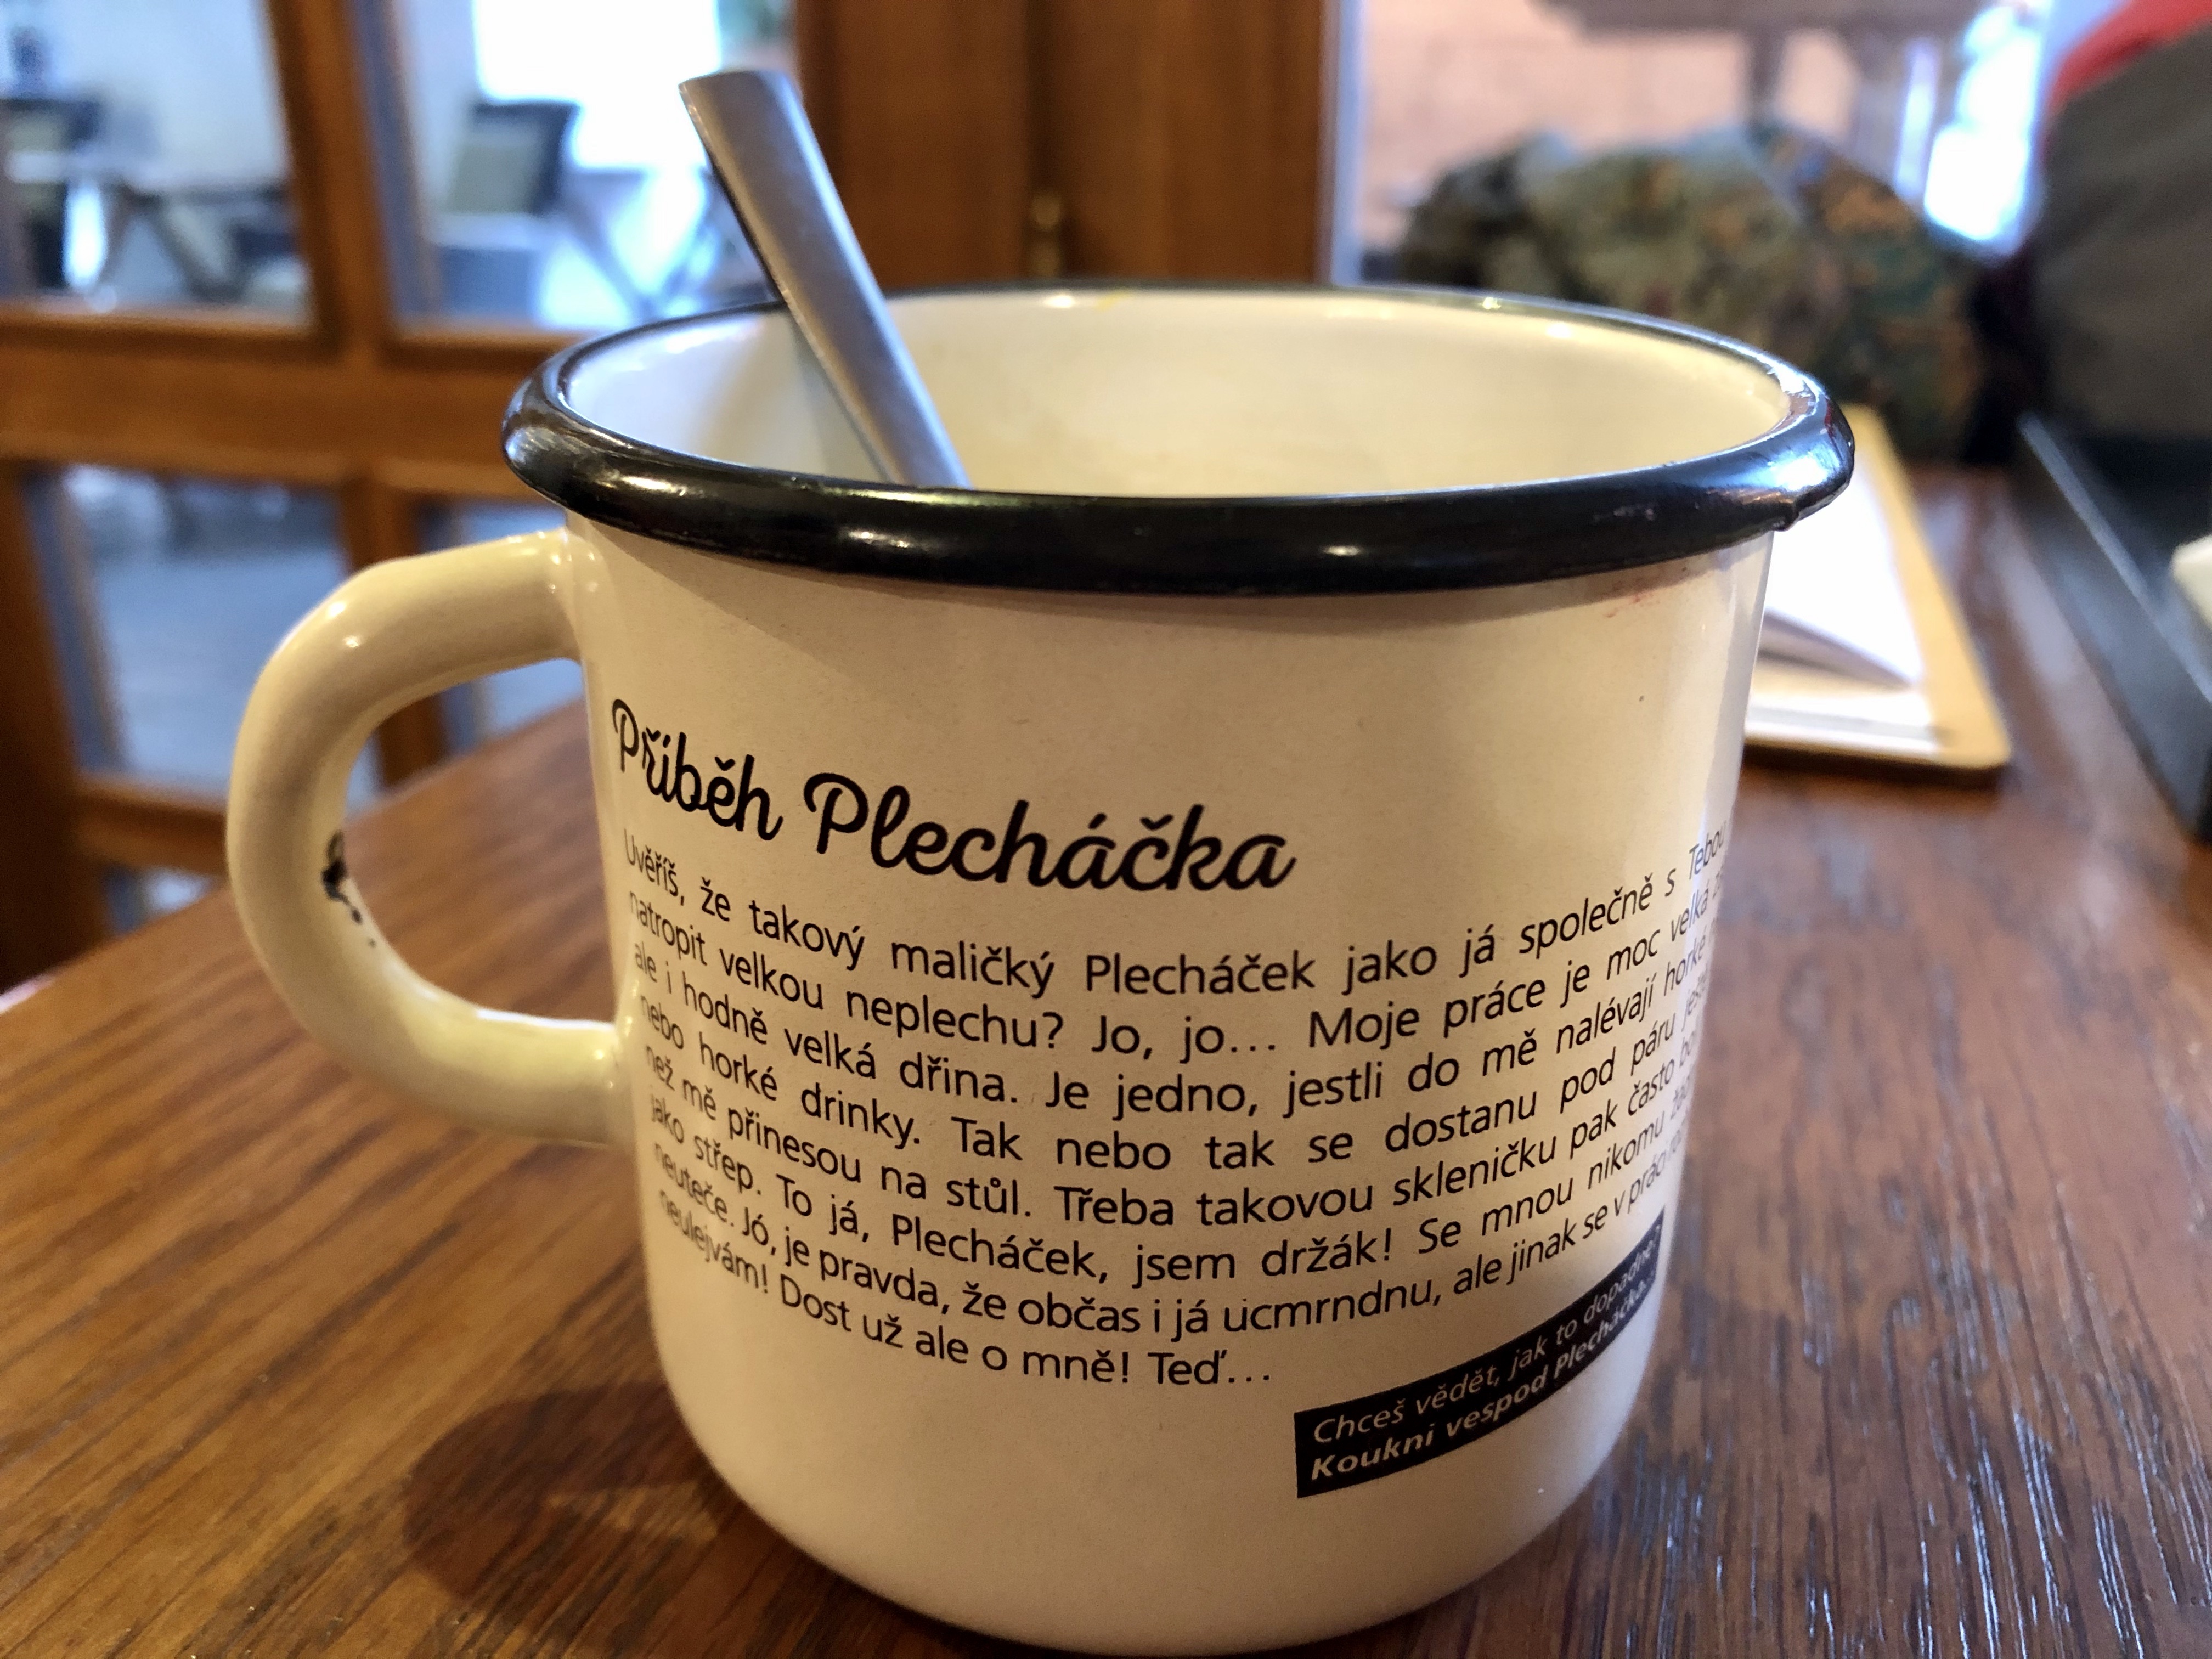 Příběh Plecháčka
Uvěříš, že takový maličký Plecháček jako já společně s Tebou
natropit velkou neplechu? Jo, jo... Moje práce je moc velká
ale i hodně velká dřina. Je jedno, jestli do mě nalévají horké
nebo horké drinky. Tak nebo tak se dostanu pod páru
než mě přinesou na stůl. Třeba takovou skleničku pak často
jako střep. To já, Plecháček, jsem držák! Se mnou nikomu
neuteče. Jó, je pravda, že občas i já ucmrndnu, ale jinak se v práci
neulejvám! Dost už ale o mně! Teď...
Chceš vědět, jak to dopadne?
Koukni vespod Plecháčka.